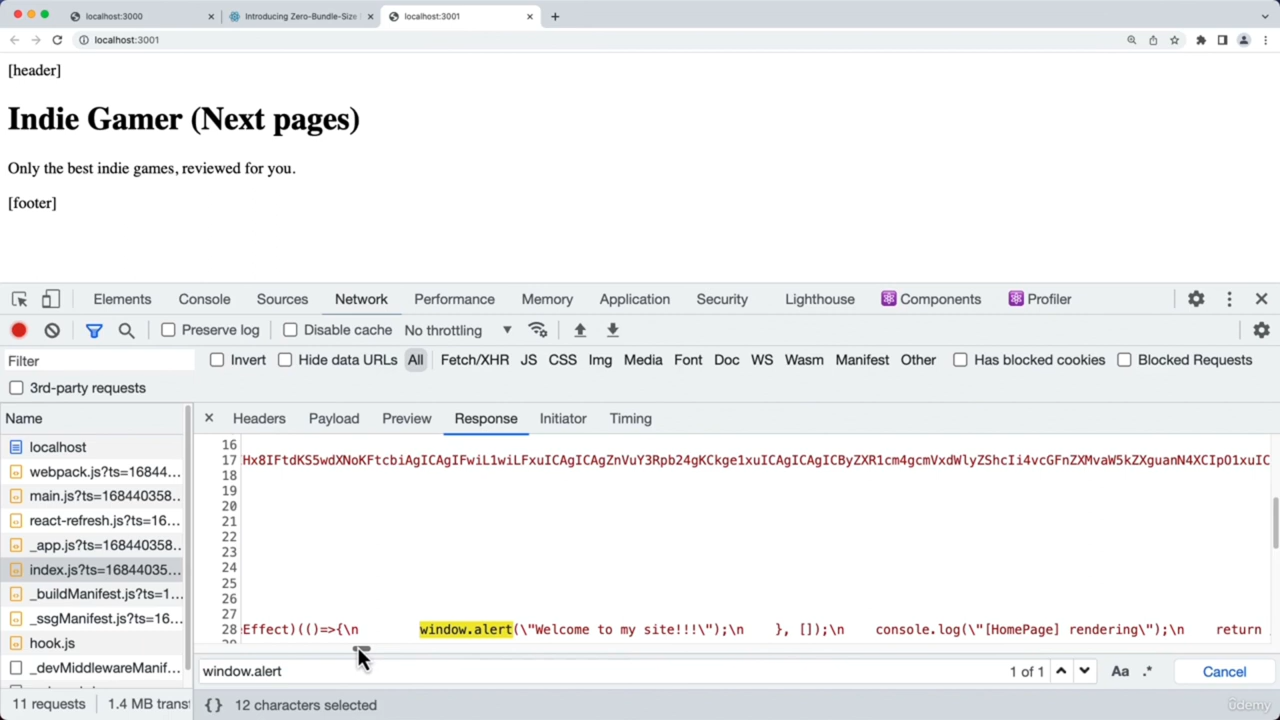 localhost:3000
Introducing Zero-Bundle-Size
localhost:3001
localhost:3001
[header]
Indie Gamer (Next pages)
Only the best indie games, reviewed for you.
[footer]
Elements Console Sources Network Performance Memory Application Security Lighthouse Components Profiler
Preserve log Disable cache No throttling
Filter Invert Hide data URLs All Fetch/XHR JS CSS Img Media Font Doc WS Wasm Manifest Other Has blocked cookies Blocked Requests
3rd-party requests
Name Headers Payload Preview Response Initiator Timing
localhost
webpack.js?ts=16844...
main.js?ts=168440358...
react-refresh.js?ts=16...
_app.js?ts=168440358...
index.js?ts=16844035...
_buildManifest.js?ts=1...
_ssgManifest.js?ts=16...
hook.js
_devMiddlewareManif...
16
17
18
19
20
21
22
23
24
25
26
27
28 Effect)(()=>{\n window.alert(\"Welcome to my site!!!\");\n }, []);\n console.log(\"[HomePage] rendering\");\n return
window.alert 1 of 1 Aa .* Cancel
11 requests 1.4 MB trans
{} 12 characters selected
ûdemy